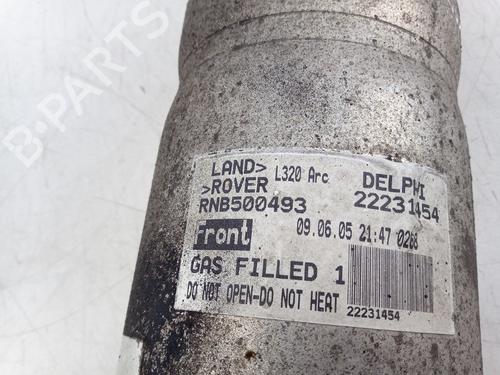 LAND> L320 Arc DELPHI
>ROVER
RNB500493 22231454
Front 09.06.05 21:47 0268
GAS FILLED 1
DO NOT OPEN-DO NOT HEAT
22231454
B-PARTS